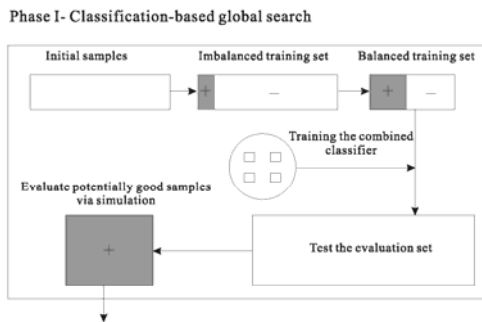 Phase I- Classification-based global search
Initial samples
Imbalanced training set
Balanced training set
+
−
+
−
Training the combined
classifier
Evaluate potentially good samples
via simulation
+
Test the evaluation set